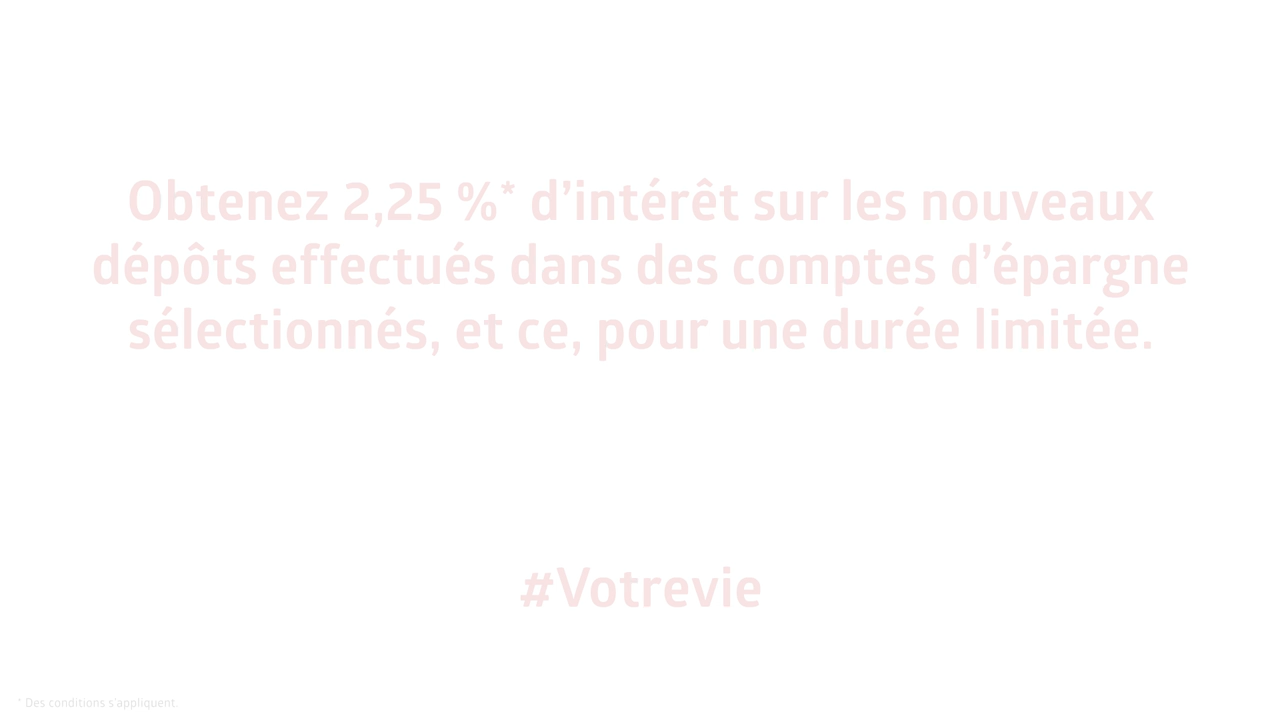 Obtenez 2,25 %* d’intérêt sur les nouveaux
dépôts effectués dans des comptes d’épargne
sélectionnés, et ce, pour une durée limitée.
#Votrevie
* Des conditions s’appliquent.